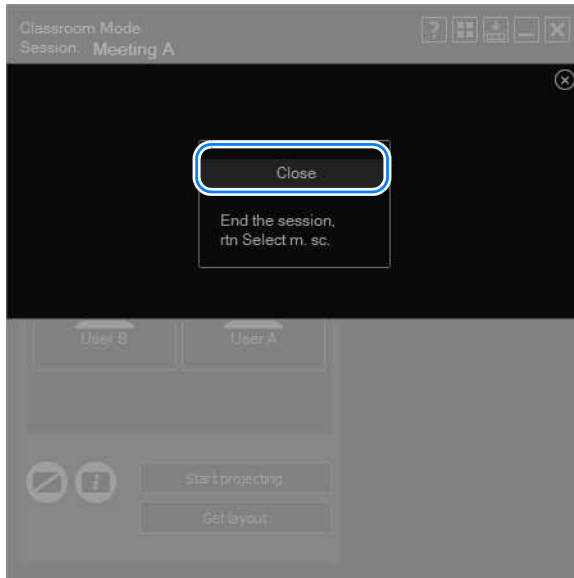 Classroom Mode
Session: Meeting A
Close
End the session,
rtn Select m. sc.
User B User A
Start projecting
Get layout